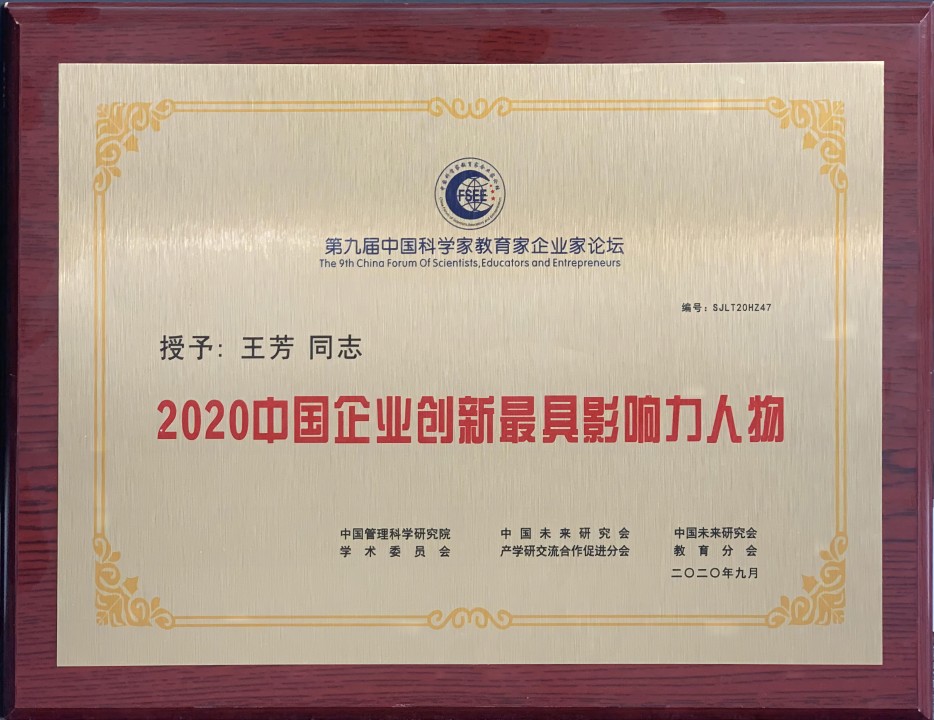 FSEE
第九届中国科学家教育家企业家论坛
The 9th China Forum Of Scientists,Educators and Entrepreneurs
编号：SJLT20HZ47
授予：王芳 同志
2020中国企业创新最具影响力人物
中国管理科学研究院
学术委员会
中国未来研究会
产学研交流合作促进分会
中国未来研究会
教育分会
二〇二〇年九月